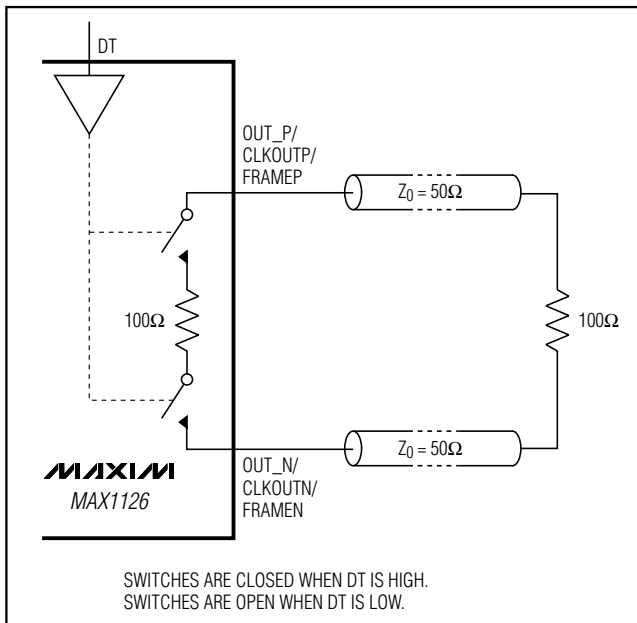 DT
OUT_P/
CLKOUTP/
FRAMEP
Z0 = 50Ω
100Ω
100Ω
Z0 = 50Ω
OUT_N/
CLKOUTN/
FRAMEN
MAXIM
MAX1126
SWITCHES ARE CLOSED WHEN DT IS HIGH.
SWITCHES ARE OPEN WHEN DT IS LOW.